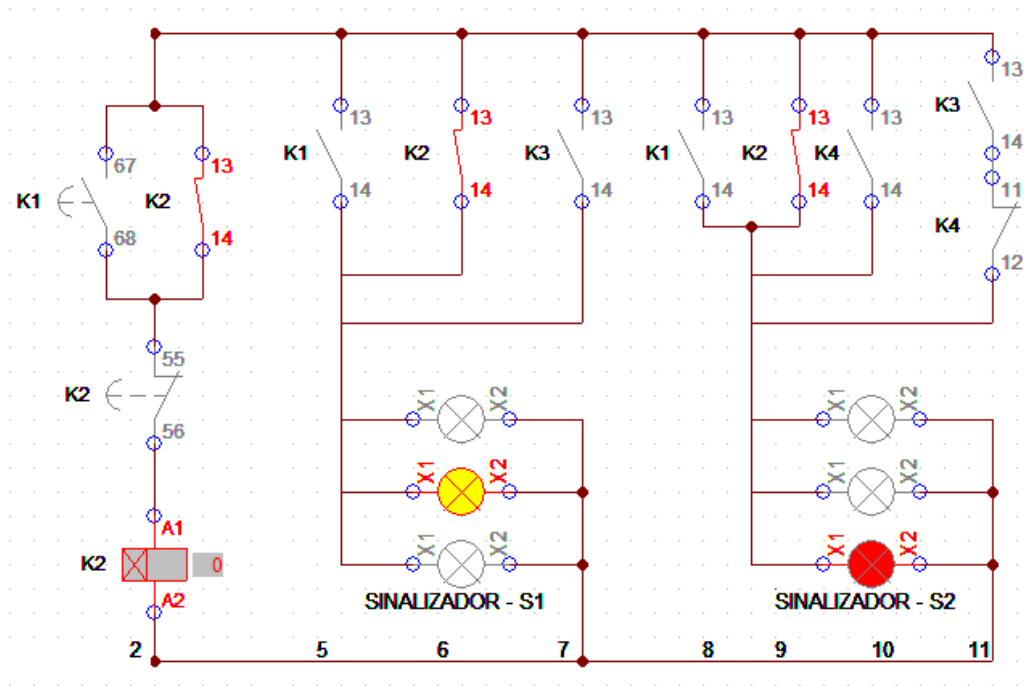 13
13 13 13 13 13 13
K3
K1 K2 K3 K1 K2 K4
67 13 14
14 14 14 14 14 14
11
K1 K2
K4
68 14
12
55
K2
X1 X2 X1 X2
56
X1 X2 X1 X2
A1
X1 X2 X1 X2
K2 0
A2
SINALIZADOR - S1 SINALIZADOR - S2
2 5 6 7 8 9 10 11